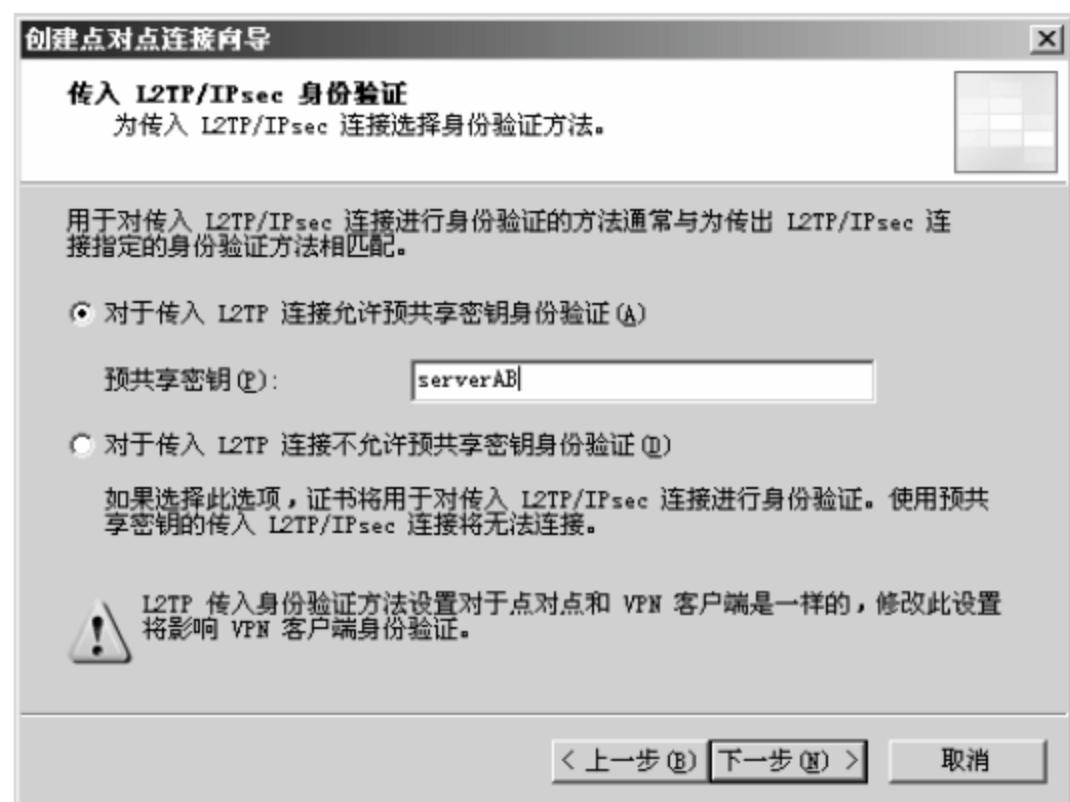 创建点对点连接向导
传入 L2TP/IPsec 身份验证
为传入 L2TP/IPsec 连接选择身份验证方法。
用于对传入 L2TP/IPsec 连接进行身份验证的方法通常与为传出 L2TP/IPsec 连
接指定的身份验证方法相匹配。
对于传入 L2TP 连接允许预共享密钥身份验证(A)
预共享密钥(P): serverAB
对于传入 L2TP 连接不允许预共享密钥身份验证(D)
如果选择此选项，证书将用于对传入 L2TP/IPsec 连接进行身份验证。使用预共
享密钥的传入 L2TP/IPsec 连接将无法连接。
L2TP 传入身份验证方法设置对于点对点和 VPN 客户端是一样的，修改此设置
将影响 VPN 客户端身份验证。
< 上一步(B) 下一步(N) > 取消